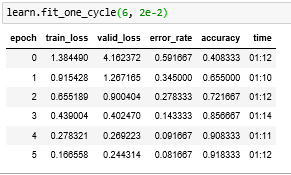 learn.fit_one_cycle(6, 2e-2)
epoch train_loss valid_loss error_rate accuracy time
0 1.384490 4.162372 0.591667 0.408333 01:12
1 0.915428 1.267165 0.345000 0.655000 01:10
2 0.655189 0.900404 0.278333 0.721667 01:12
3 0.439004 0.402470 0.143333 0.856667 01:14
4 0.278321 0.269223 0.091667 0.908333 01:11
5 0.166558 0.244314 0.081667 0.918333 01:12